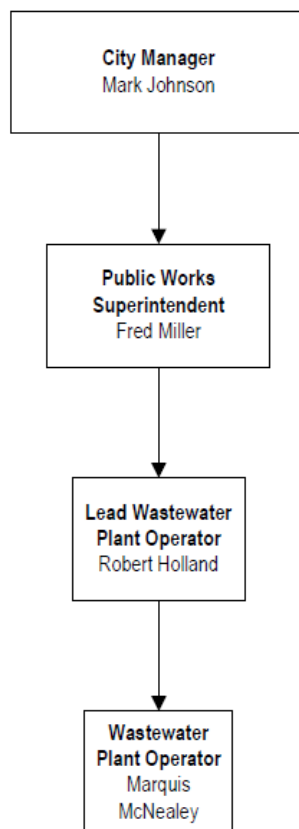 City Manager
Mark Johnson
Public Works
Superintendent
Fred Miller
Lead Wastewater
Plant Operator
Robert Holland
Wastewater
Plant Operator
Marquis
McNealey